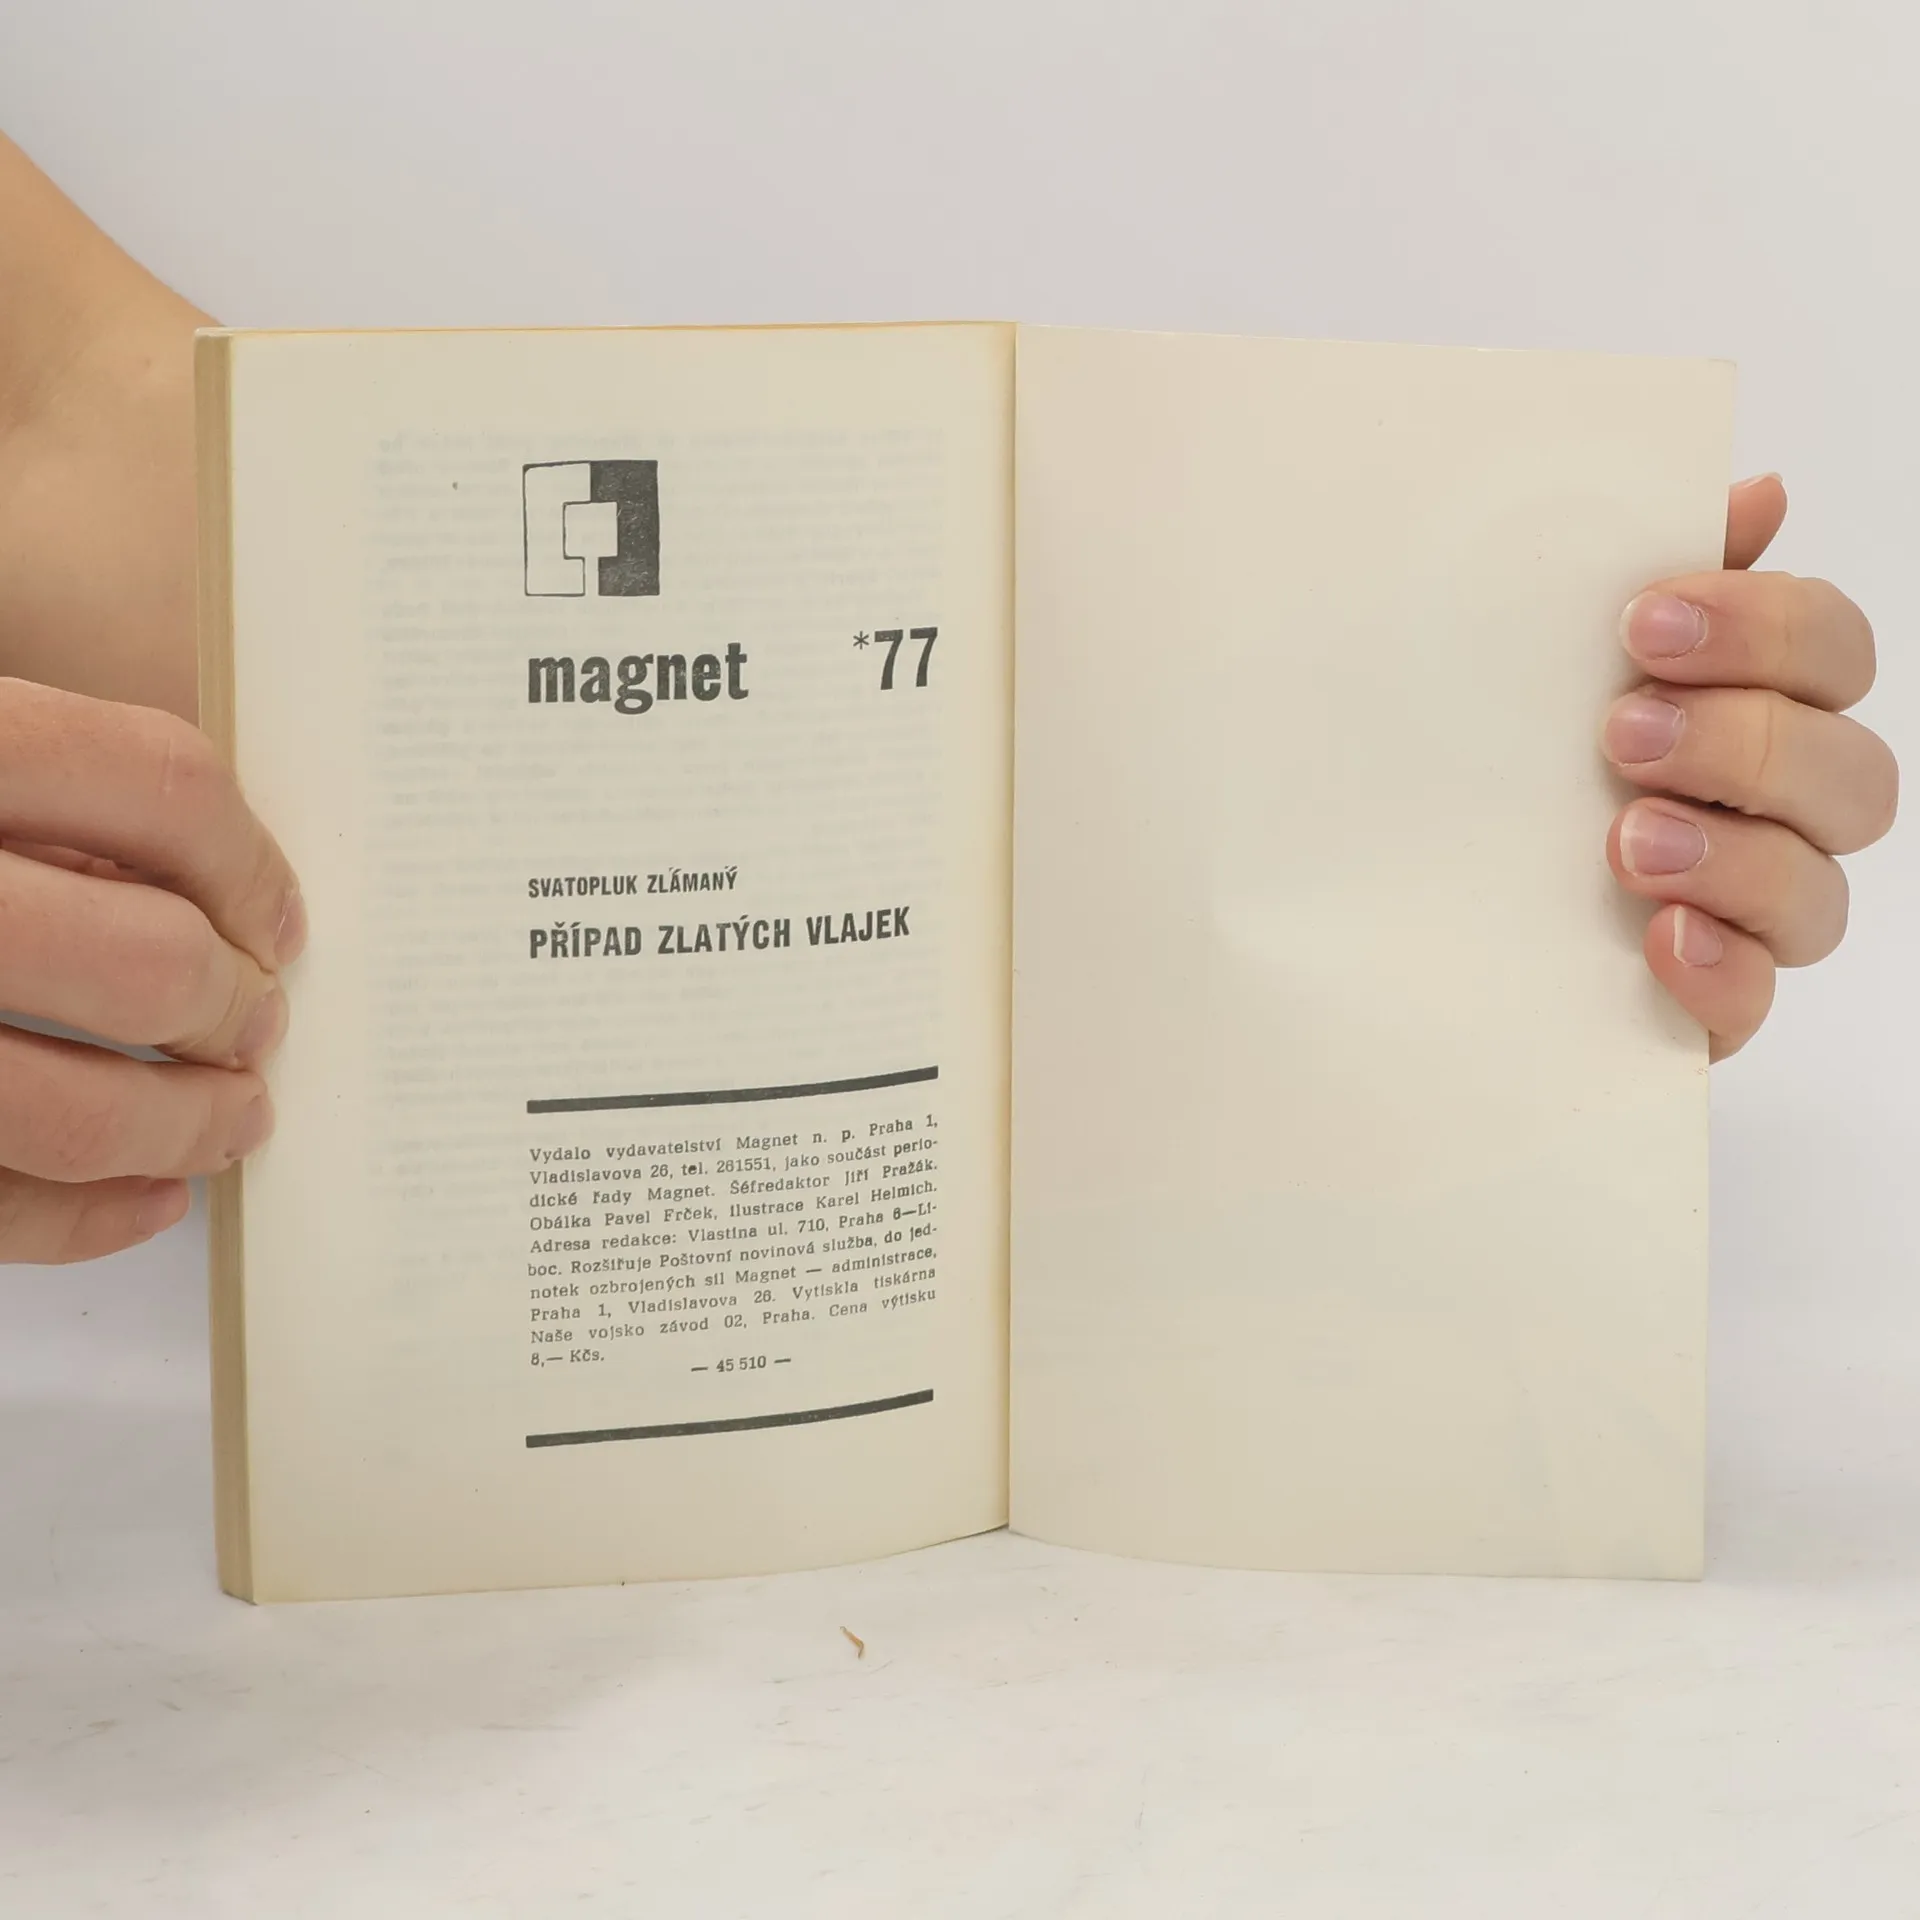 magnet *77
SVATOPLUK ZLÁMANÝ
PŘÍPAD ZLATÝCH VLAJEK
Vydalo vydavatelství Magnet n. p. Praha 1,
Vladislavova 26, tel. 261551, jako součást perio-
dické řady Magnet. Šéfredaktor Jiří Pražák.
Obálka Pavel Frček, ilustrace Karel Helmich.
Adresa redakce: Vlastina ul. 710, Praha 6—Li-
boc. Rozšiřuje Poštovní novinová služba, do jed-
notek ozbrojených sil Magnet — administrace,
Praha 1, Vladislavova 26. Vytiskla tiskárna
Naše vojsko závod 02, Praha. Cena výtisku
8,— Kčs.
— 45 510 —